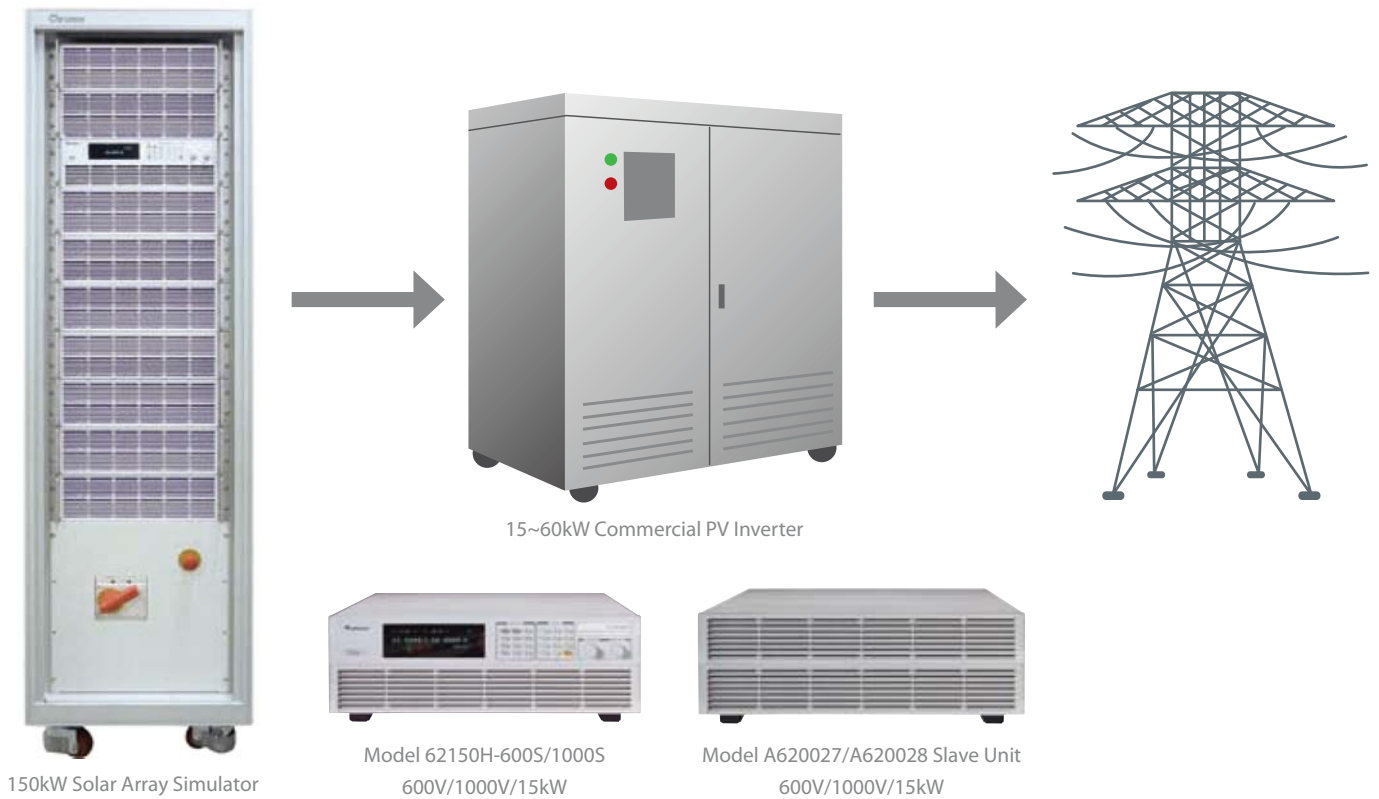 Chroma
15~60kW Commercial PV Inverter
150kW Solar Array Simulator
Model 62150H-600S/1000S
600V/1000V/15kW
Model A620027/A620028 Slave Unit
600V/1000V/15kW